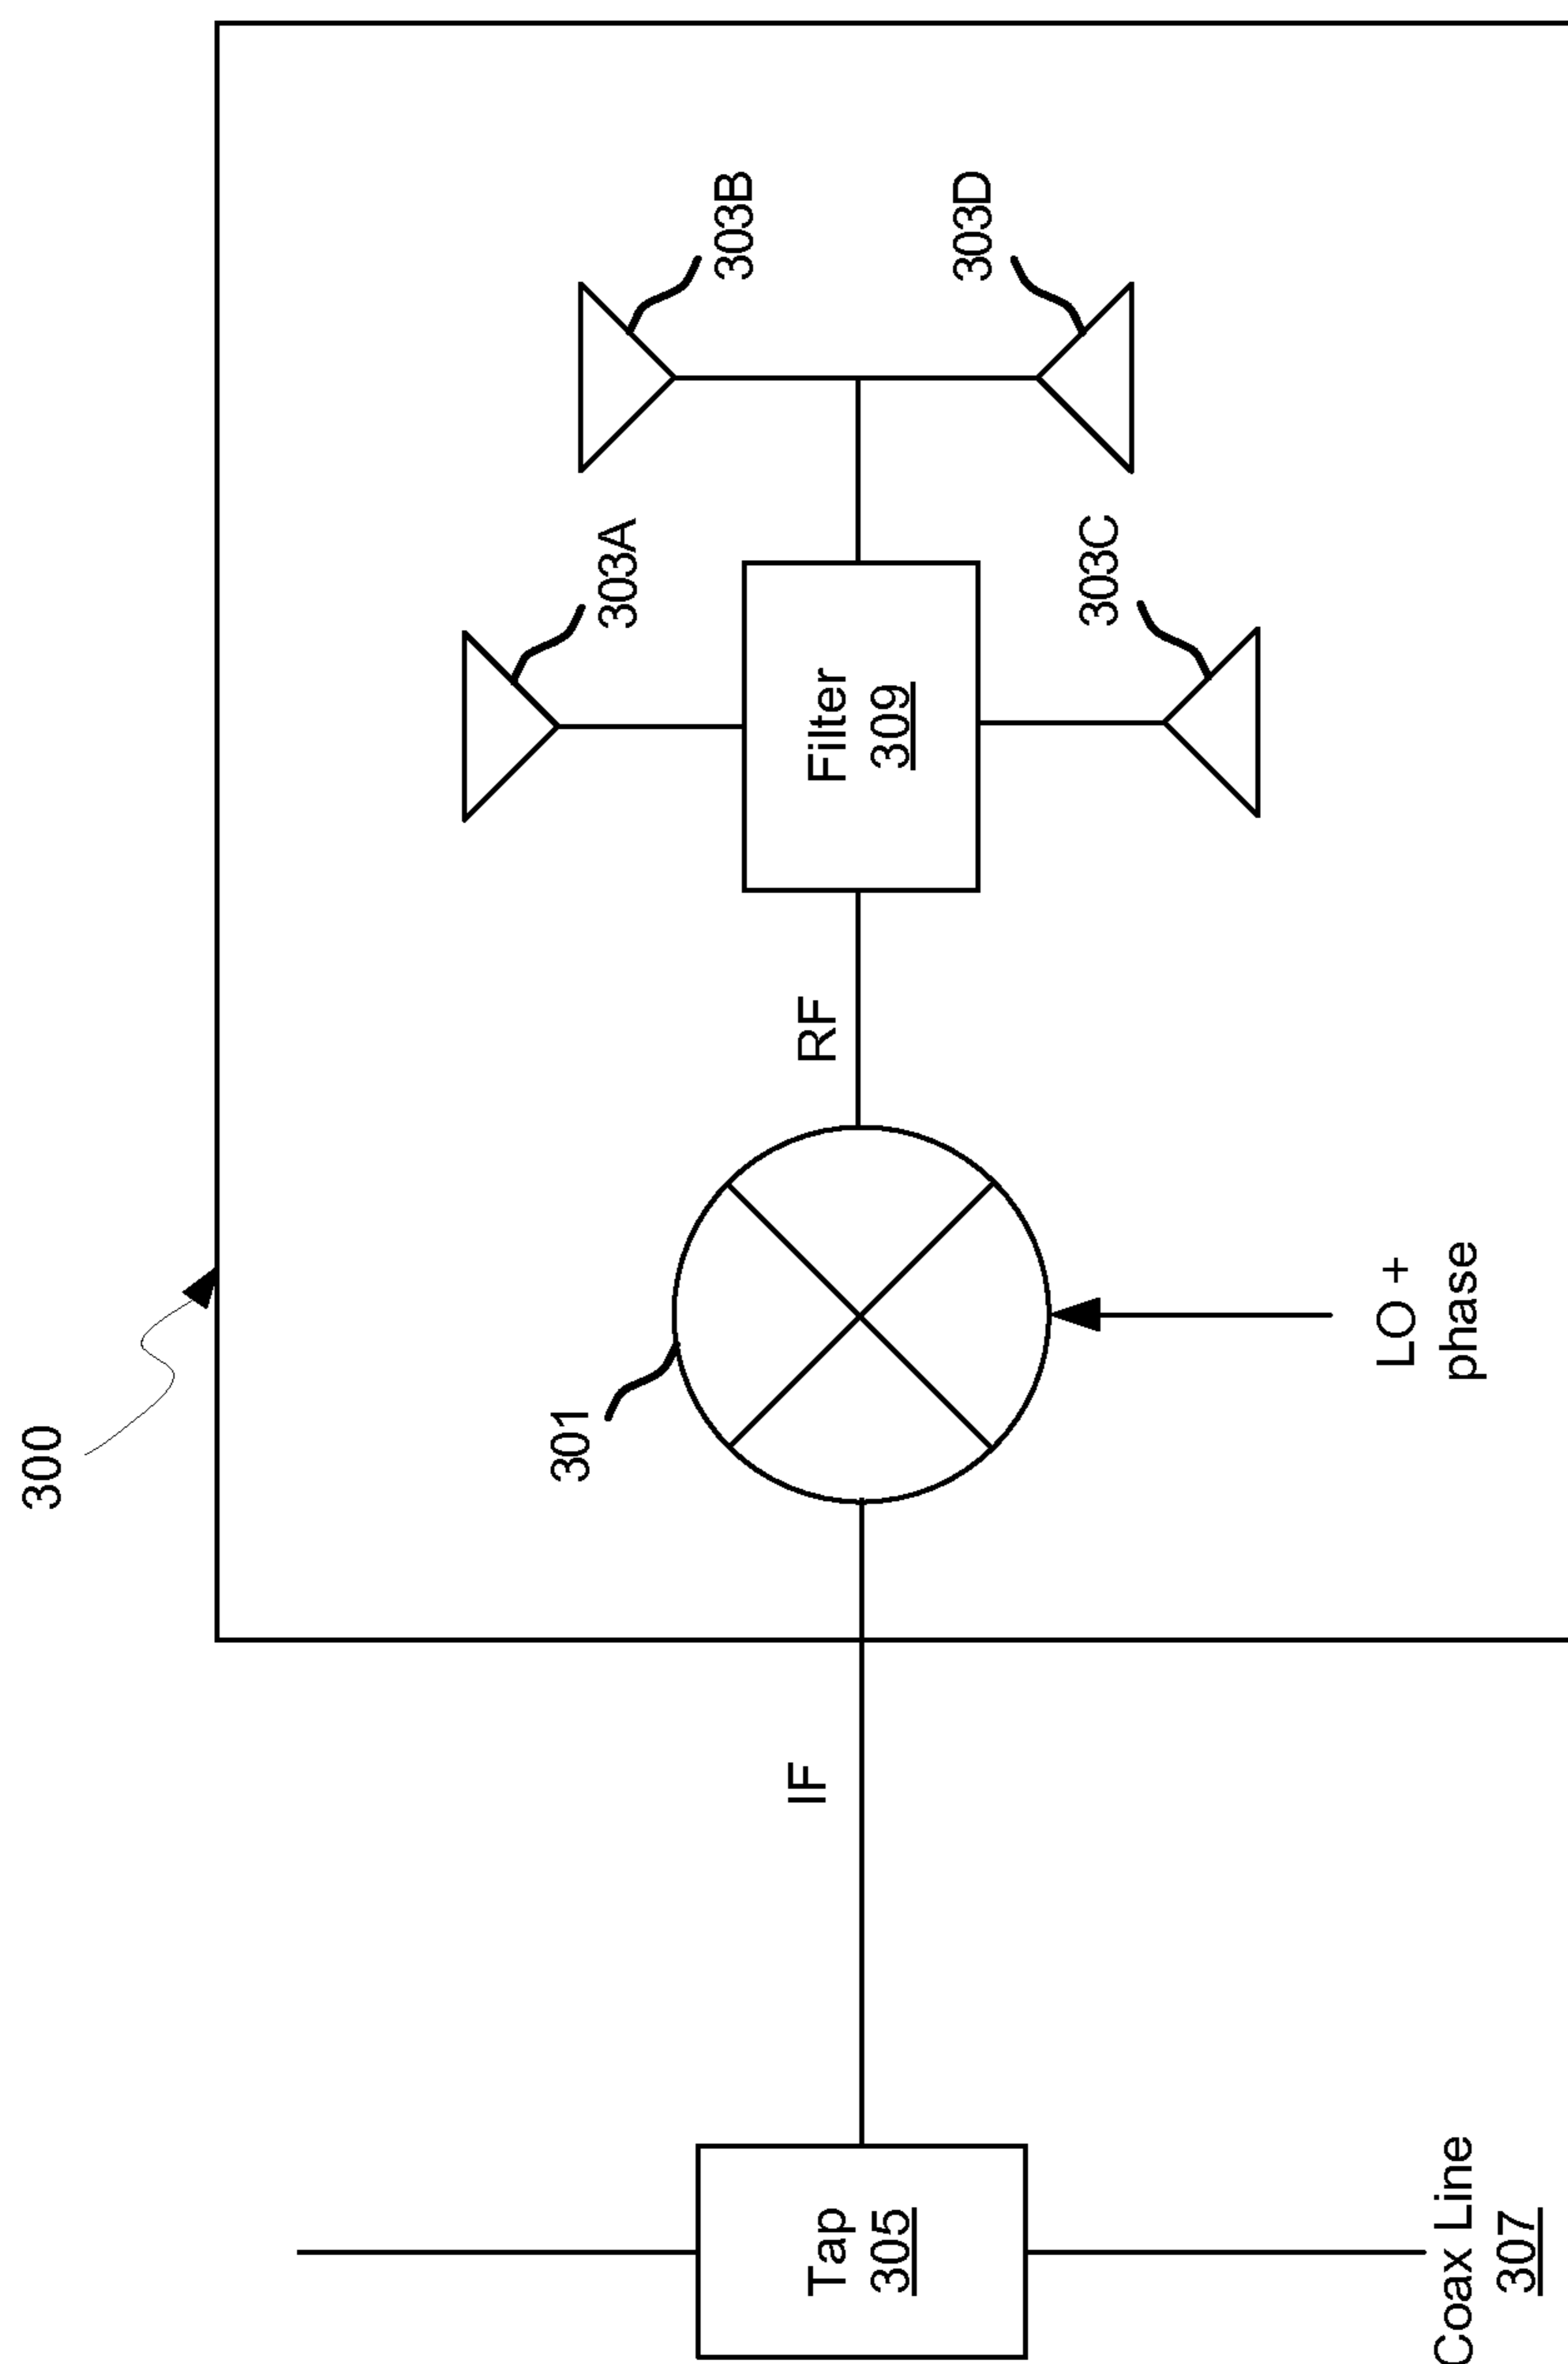 300
303A
303B
301
RF
IF
Filter
309
303C
303D
Tap
305
LO +
phase
Coax Line
307